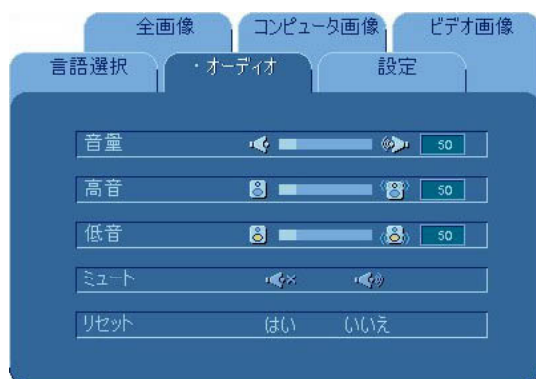 全画像 コンピュータ画像 ビデオ画像
言語選択 ・オーディオ 設定
音量 50
高音 50
低音 50
ミュート
リセット はい いいえ